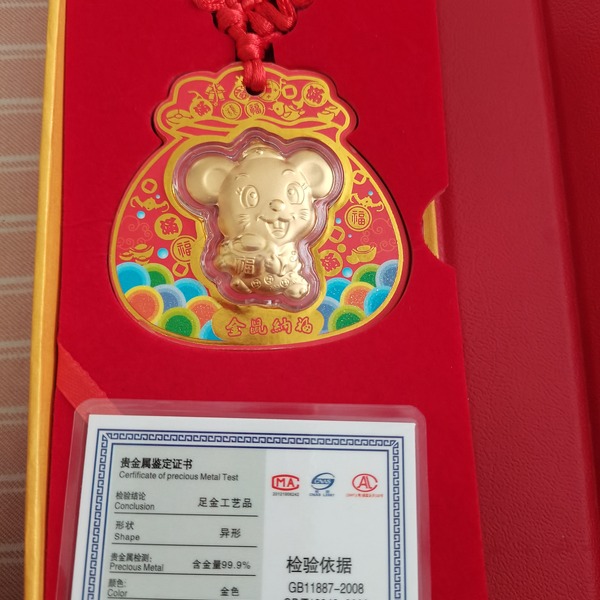 福
满
福
福
满
满
福
金鼠納福
贵金属鉴定证书
Certificate of precious Metal Test
检验结论
Conclusion
足金工艺品
形状
Shape
异形
贵金属检测:
Precious Metal
含金量99.9%
颜色:
Color
金色
MA
检验依据
GB11887-2008